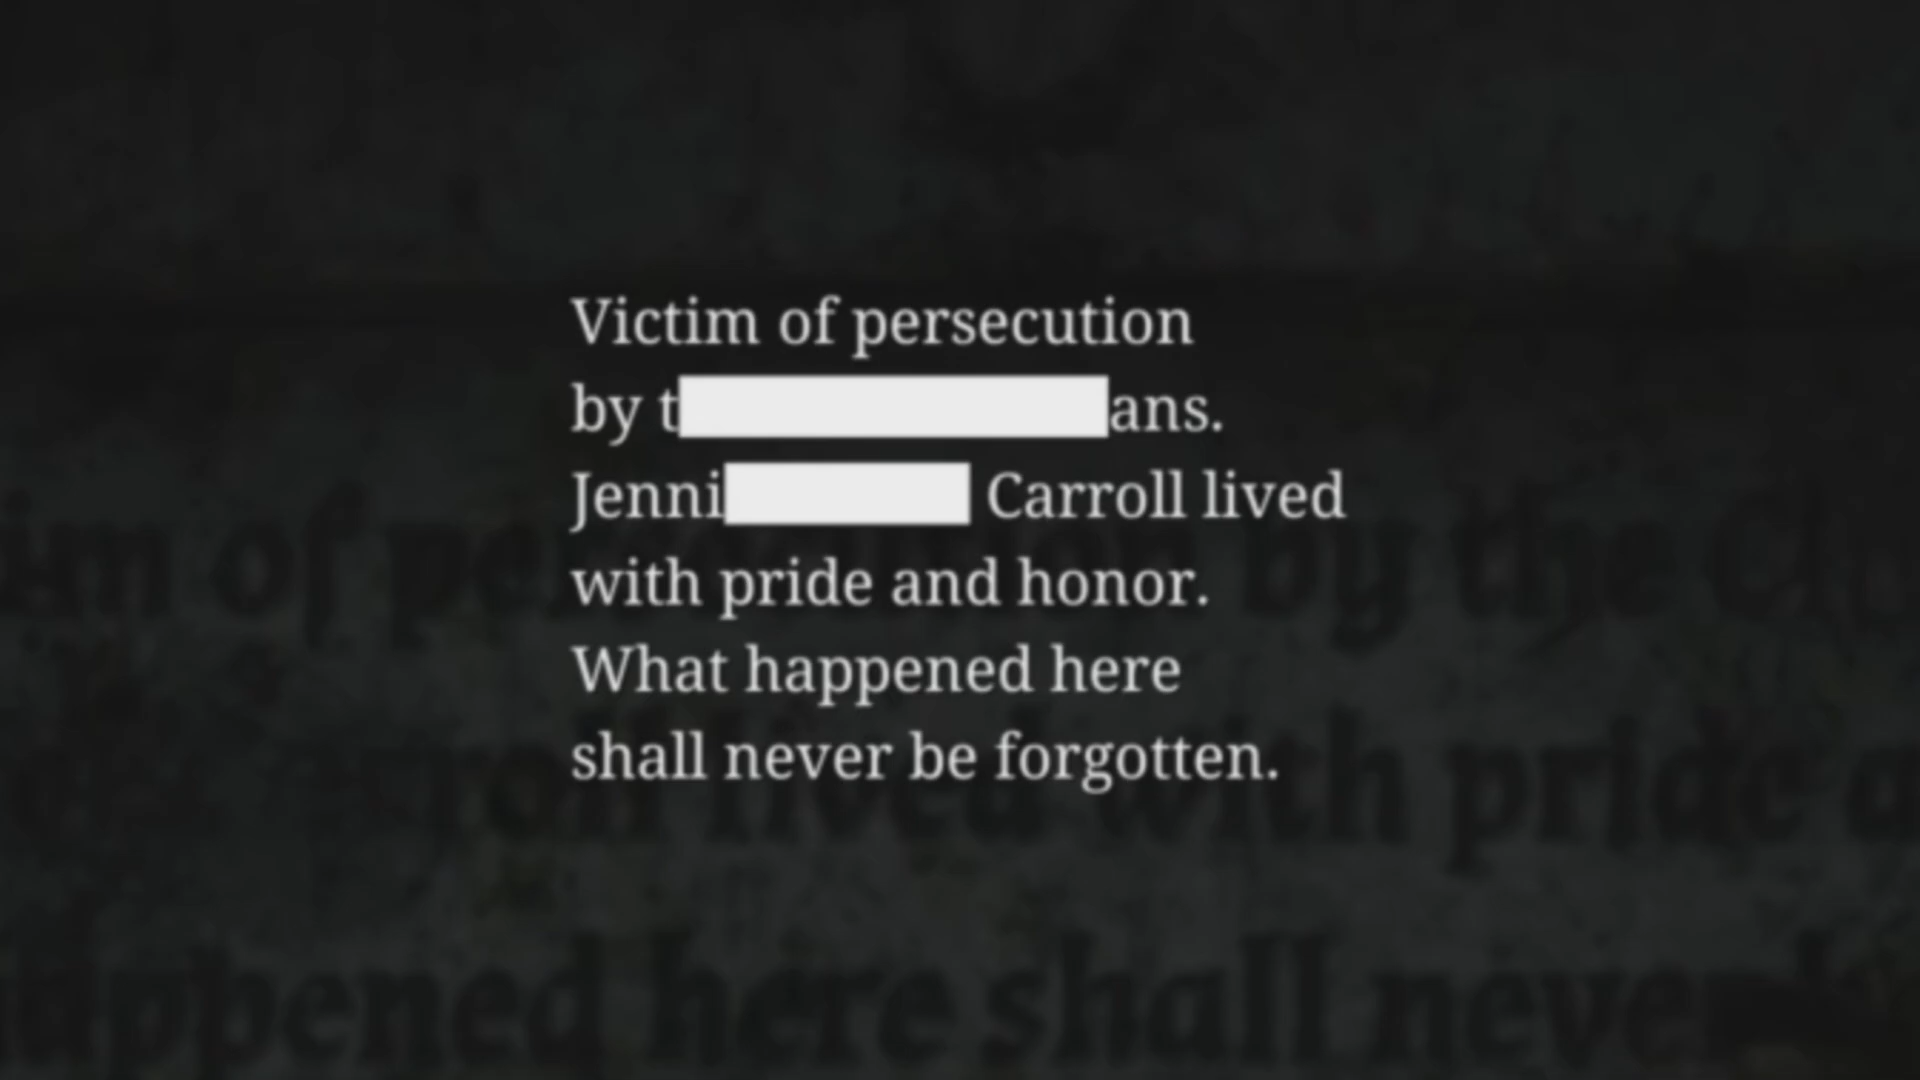 Victim of persecution
by t ans.
Jenni Carroll lived
with pride and honor.
What happened here
shall never be forgotten.